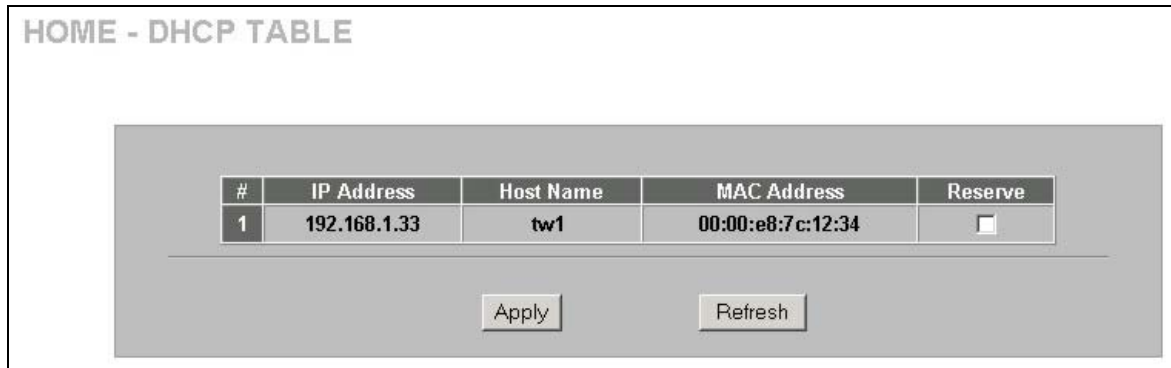 HOME - DHCP TABLE
# IP Address Host Name MAC Address Reserve
1 192.168.1.33 tw1 00:00:e8:7c:12:34
Apply Refresh